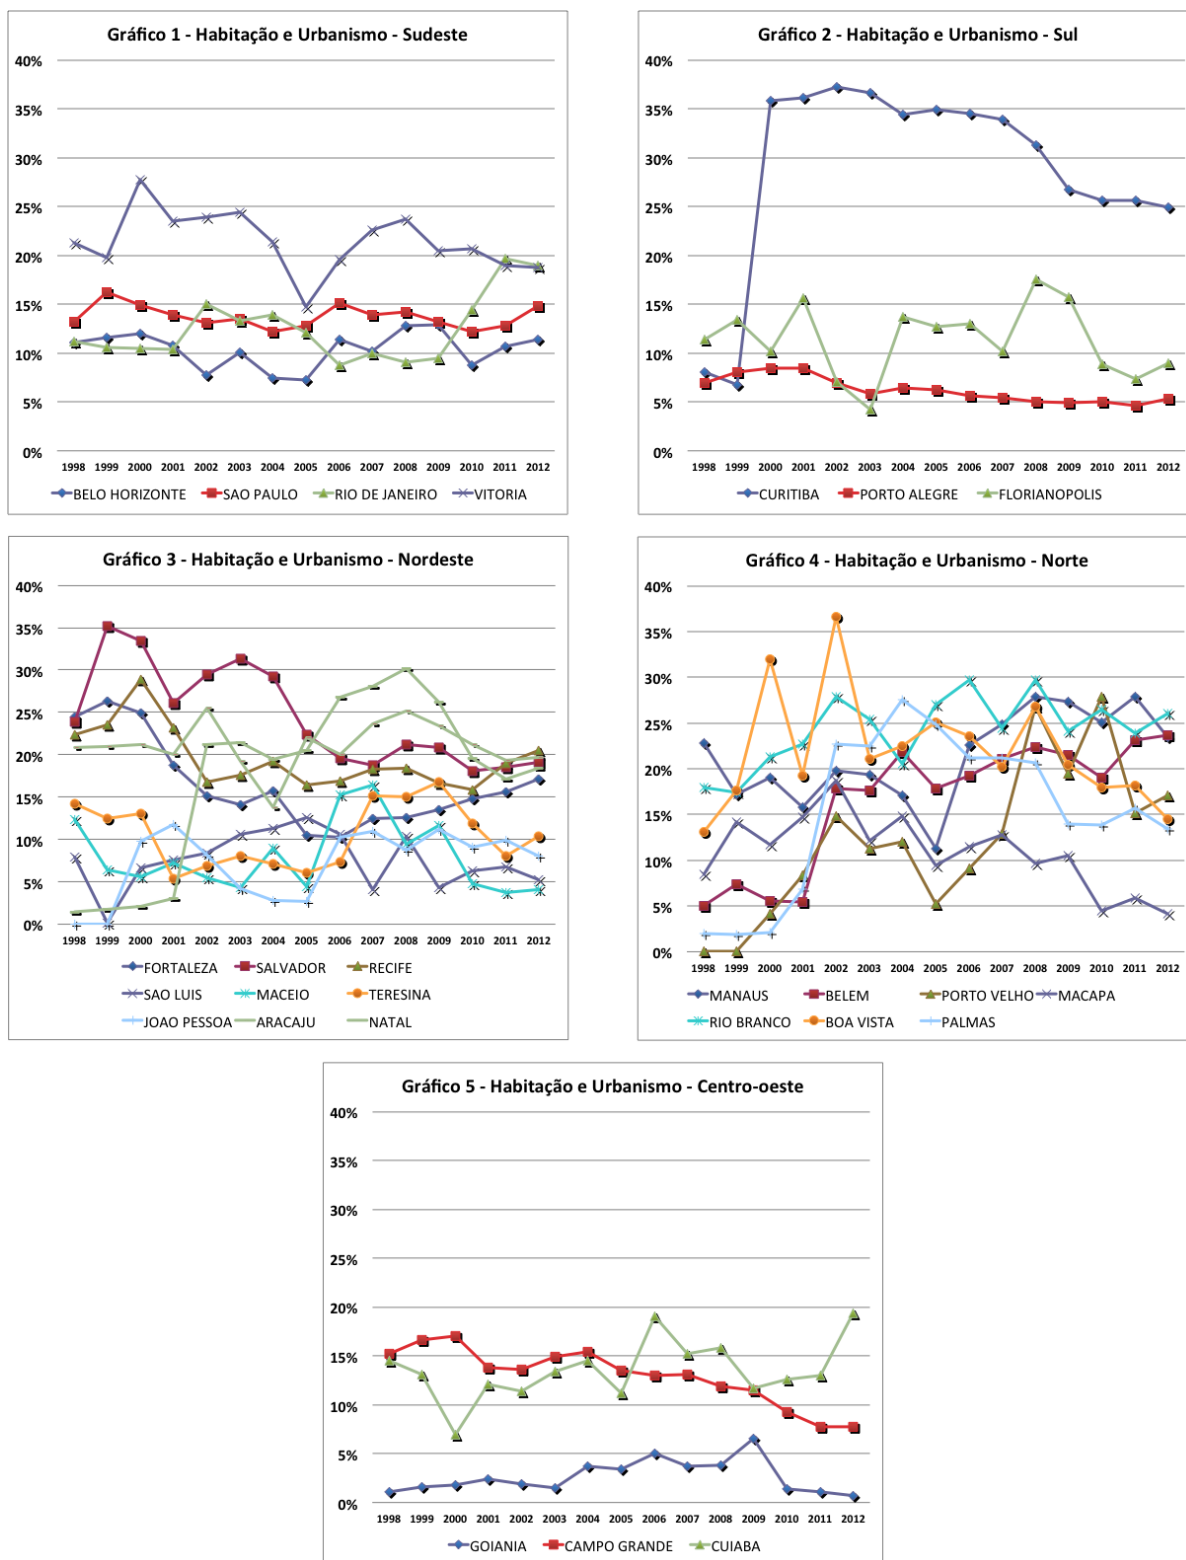 Gráfico 1 - Habitação e Urbanismo - Sudeste
40%
35%
30%
25%
20%
15%
10%
5%
0%
1998 1999 2000 2001 2002 2003 2004 2005 2006 2007 2008 2009 2010 2011 2012
BELO HORIZONTE SAO PAULO RIO DE JANEIRO VITORIA
Gráfico 2 - Habitação e Urbanismo - Sul
40%
35%
30%
25%
20%
15%
10%
5%
0%
1998 1999 2000 2001 2002 2003 2004 2005 2006 2007 2008 2009 2010 2011 2012
CURITIBA PORTO ALEGRE FLORIANOPOLIS
Gráfico 3 - Habitação e Urbanismo - Nordeste
40%
35%
30%
25%
20%
15%
10%
5%
0%
1998 1999 2000 2001 2002 2003 2004 2005 2006 2007 2008 2009 2010 2011 2012
FORTALEZA SALVADOR RECIFE
SAO LUIS MACEIO TERESINA
JOAO PESSOA ARACAJU NATAL
Gráfico 4 - Habitação e Urbanismo - Norte
40%
35%
30%
25%
20%
15%
10%
5%
0%
1998 1999 2000 2001 2002 2003 2004 2005 2006 2007 2008 2009 2010 2011 2012
MANAUS BELEM PORTO VELHO MACAPA
RIO BRANCO BOA VISTA PALMAS
Gráfico 5 - Habitação e Urbanismo - Centro-oeste
40%
35%
30%
25%
20%
15%
10%
5%
0%
1998 1999 2000 2001 2002 2003 2004 2005 2006 2007 2008 2009 2010 2011 2012
GOIANIA CAMPO GRANDE CUIABA